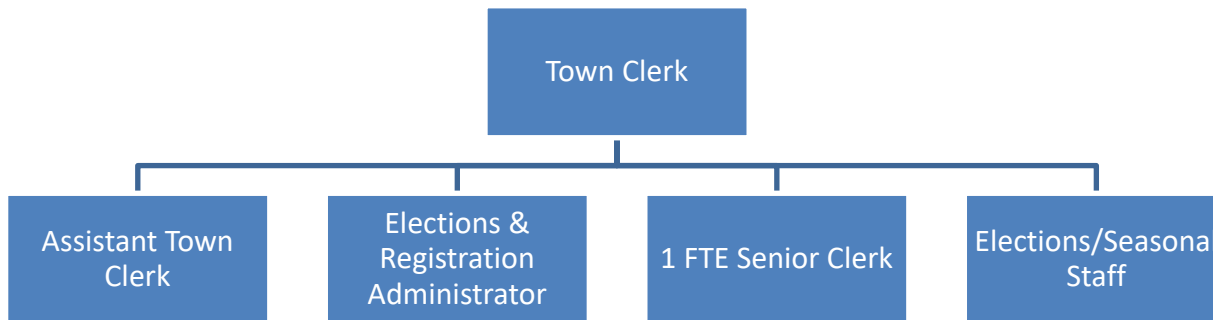 Town Clerk
Assistant Town
Clerk
Elections &
Registration
Administrator
1 FTE Senior Clerk
Elections/Seasona
Staff